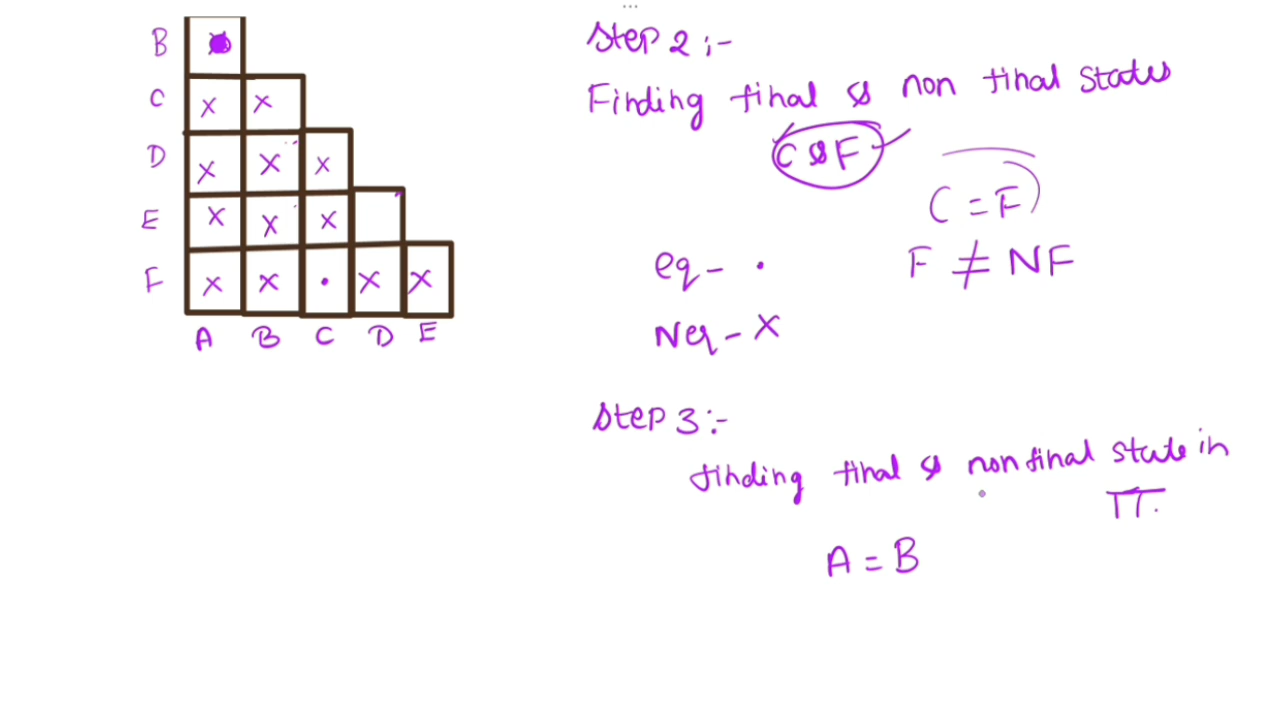 B
C X X
D X X X
E X X X
F X X . X X
A B C D E
Step 2 :-
Finding final & non final states
C & F
C = F
eq - .
F ≠ NF
Neq - X
Step 3 :-
finding final & non final state in
TT.
A = B